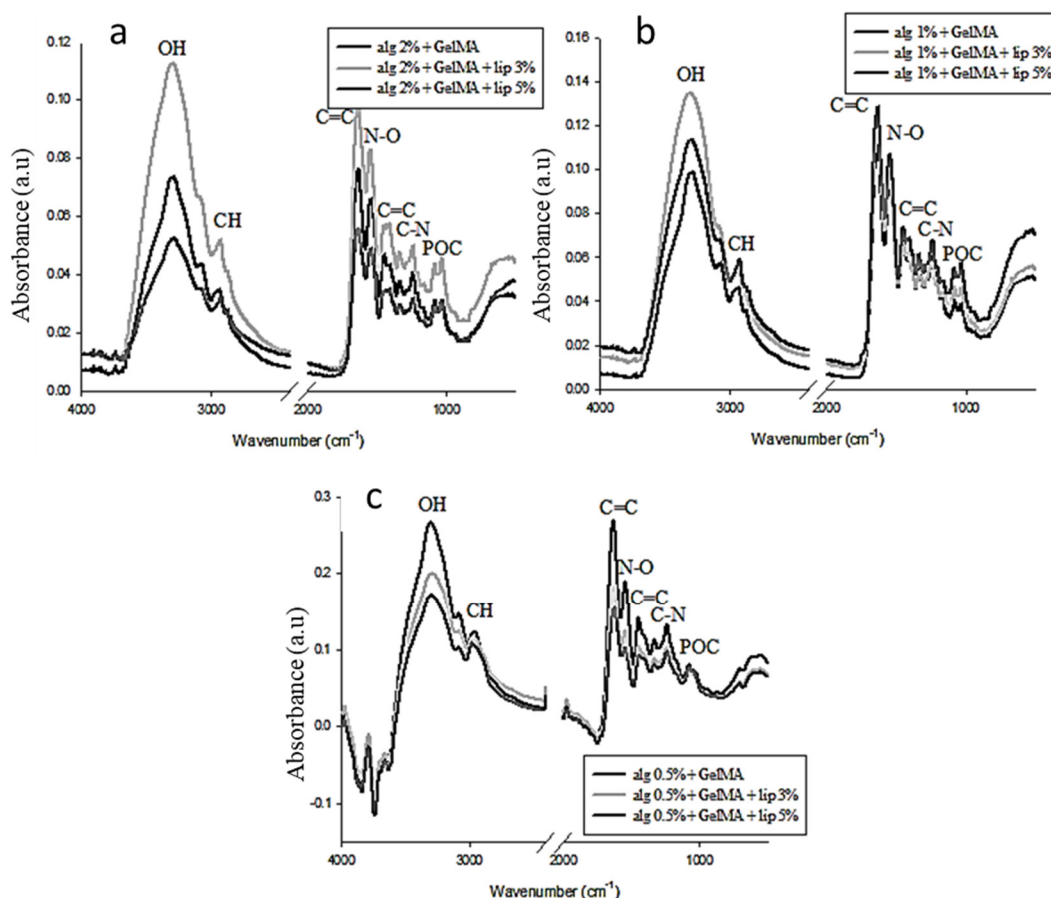 a
OH
CH
C=C
N-O
C=C
C-N
POC
alg 2% + GelMA
alg 2% + GelMA + lip 3%
alg 2% + GelMA + lip 5%
0.12
0.10
0.08
0.06
0.04
0.02
0.00
Absorbance (a.u)
4000 3000 2000 1000
Wavenumber (cm⁻¹)
b
OH
CH
C=C
N-O
C=C
C-N
POC
alg 1% + GelMA
alg 1% + GelMA + lip 3%
alg 1% + GelMA + lip 5%
0.16
0.14
0.12
0.10
0.08
0.06
0.04
0.02
0.00
Absorbance (a.u)
4000 3000 2000 1000
Wavenumber (cm⁻¹)
c
OH
CH
C=C
N-O
C=C
C-N
POC
0.3
0.2
0.1
0.0
-0.1
Absorbance (a.u)
alg 0.5% + GelMA
alg 0.5% + GelMA + lip 3%
alg 0.5% + GelMA + lip 5%
4000 3000 2000 1000
Wavenumber (cm⁻¹)